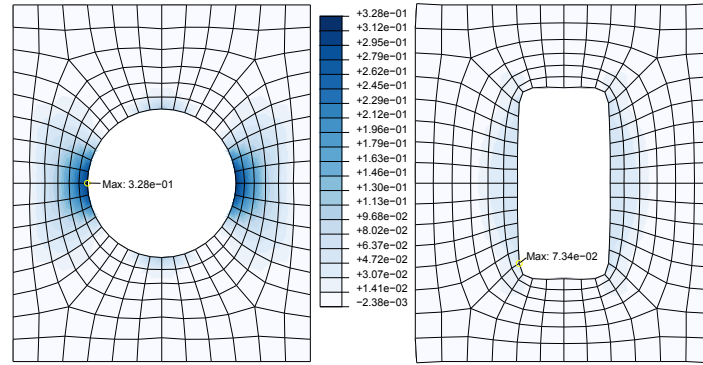 +3.28e−01
+3.12e−01
+2.95e−01
+2.79e−01
+2.62e−01
+2.45e−01
+2.29e−01
+2.12e−01
+1.96e−01
+1.79e−01
+1.63e−01
+1.46e−01
+1.30e−01
+1.13e−01
+9.68e−02
+8.02e−02
+6.37e−02
+4.72e−02
+3.07e−02
+1.41e−02
−2.38e−03
Max: 3.28e−01
Max: 7.34e−02